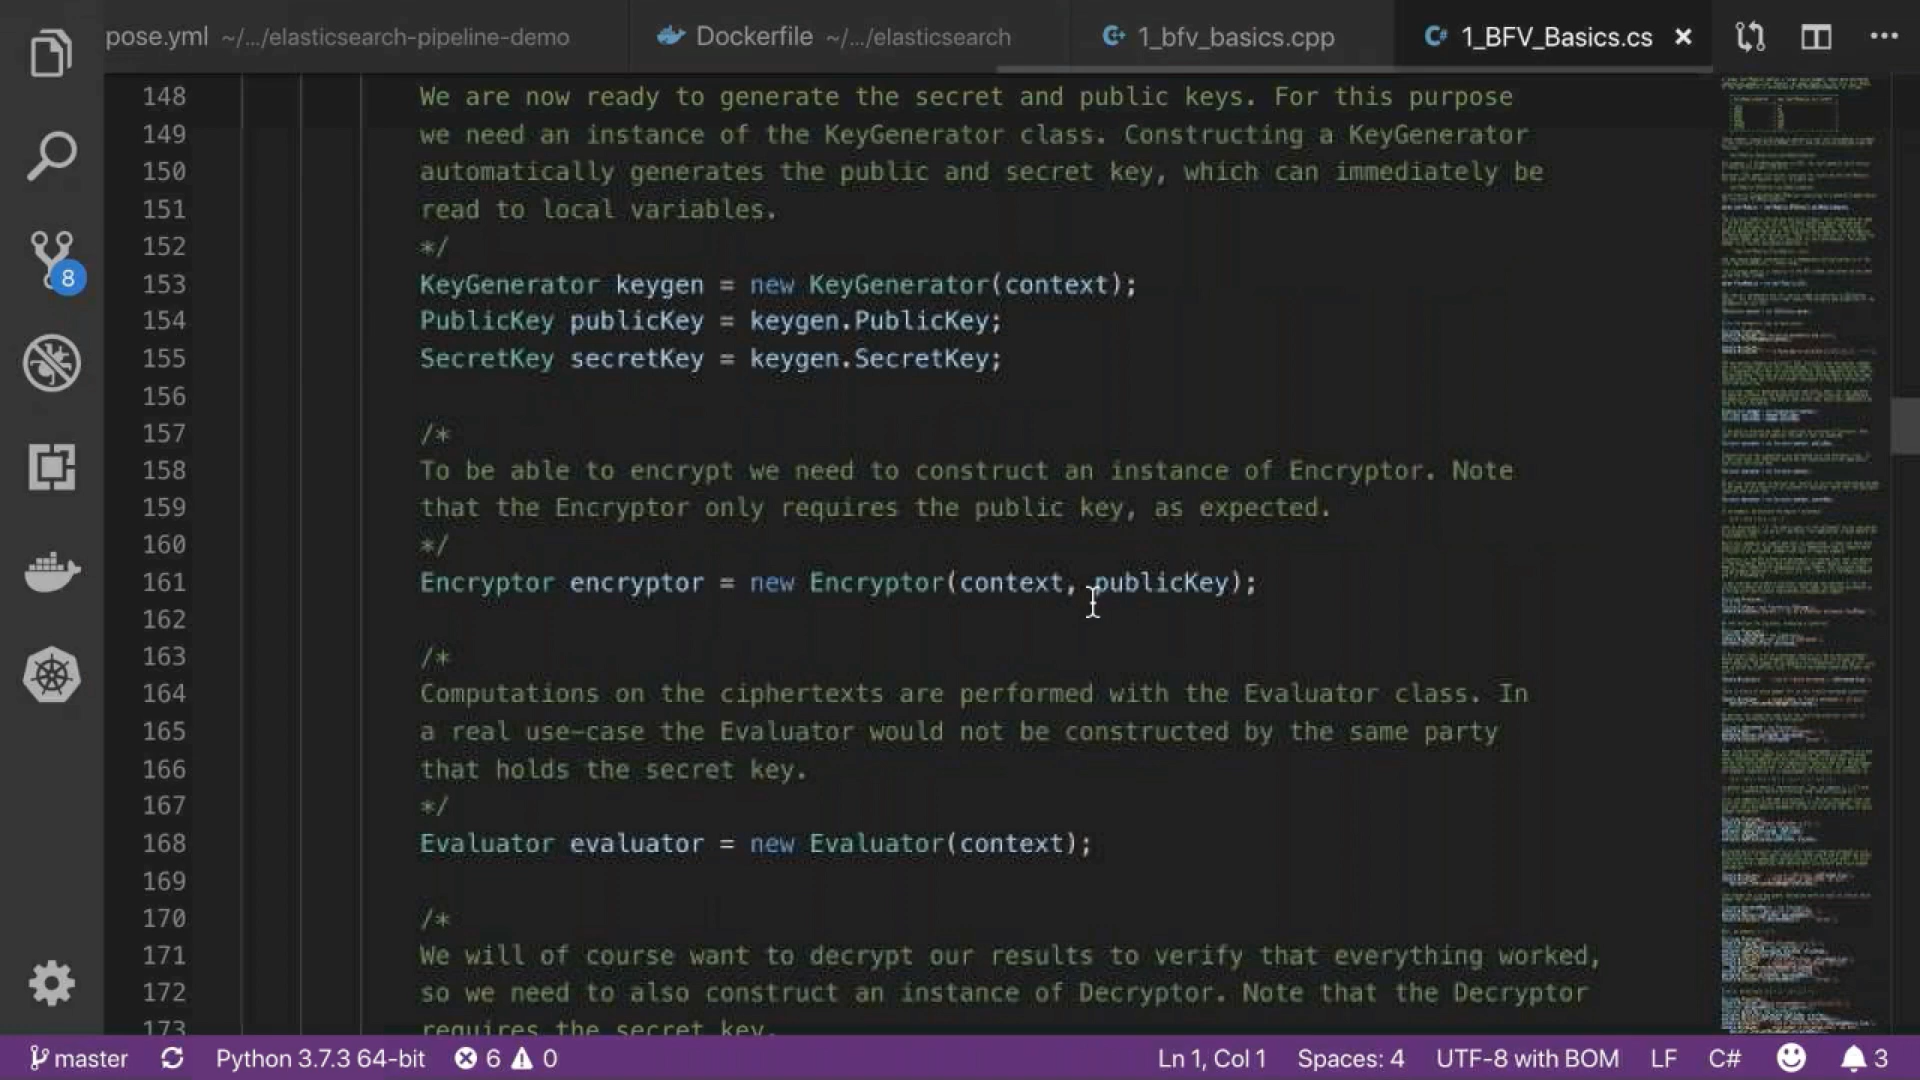 pose.yml ~/.../elasticsearch-pipeline-demo Dockerfile ~/.../elasticsearch 1_bfv_basics.cpp 1_BFV_Basics.cs
148 We are now ready to generate the secret and public keys. For this purpose
149 we need an instance of the KeyGenerator class. Constructing a KeyGenerator
150 automatically generates the public and secret key, which can immediately be
151 read to local variables.
152 */
153 KeyGenerator keygen = new KeyGenerator(context);
154 PublicKey publicKey = keygen.PublicKey;
155 SecretKey secretKey = keygen.SecretKey;
156
157 /*
158 To be able to encrypt we need to construct an instance of Encryptor. Note
159 that the Encryptor only requires the public key, as expected.
160 */
161 Encryptor encryptor = new Encryptor(context, publicKey);
162
163 /*
164 Computations on the ciphertexts are performed with the Evaluator class. In
165 a real use-case the Evaluator would not be constructed by the same party
166 that holds the secret key.
167 */
168 Evaluator evaluator = new Evaluator(context);
169
170 /*
171 We will of course want to decrypt our results to verify that everything worked,
172 so we need to also construct an instance of Decryptor. Note that the Decryptor
173 requires the secret key.
8
master Python 3.7.3 64-bit 6 0 Ln 1, Col 1 Spaces: 4 UTF-8 with BOM LF C# 3